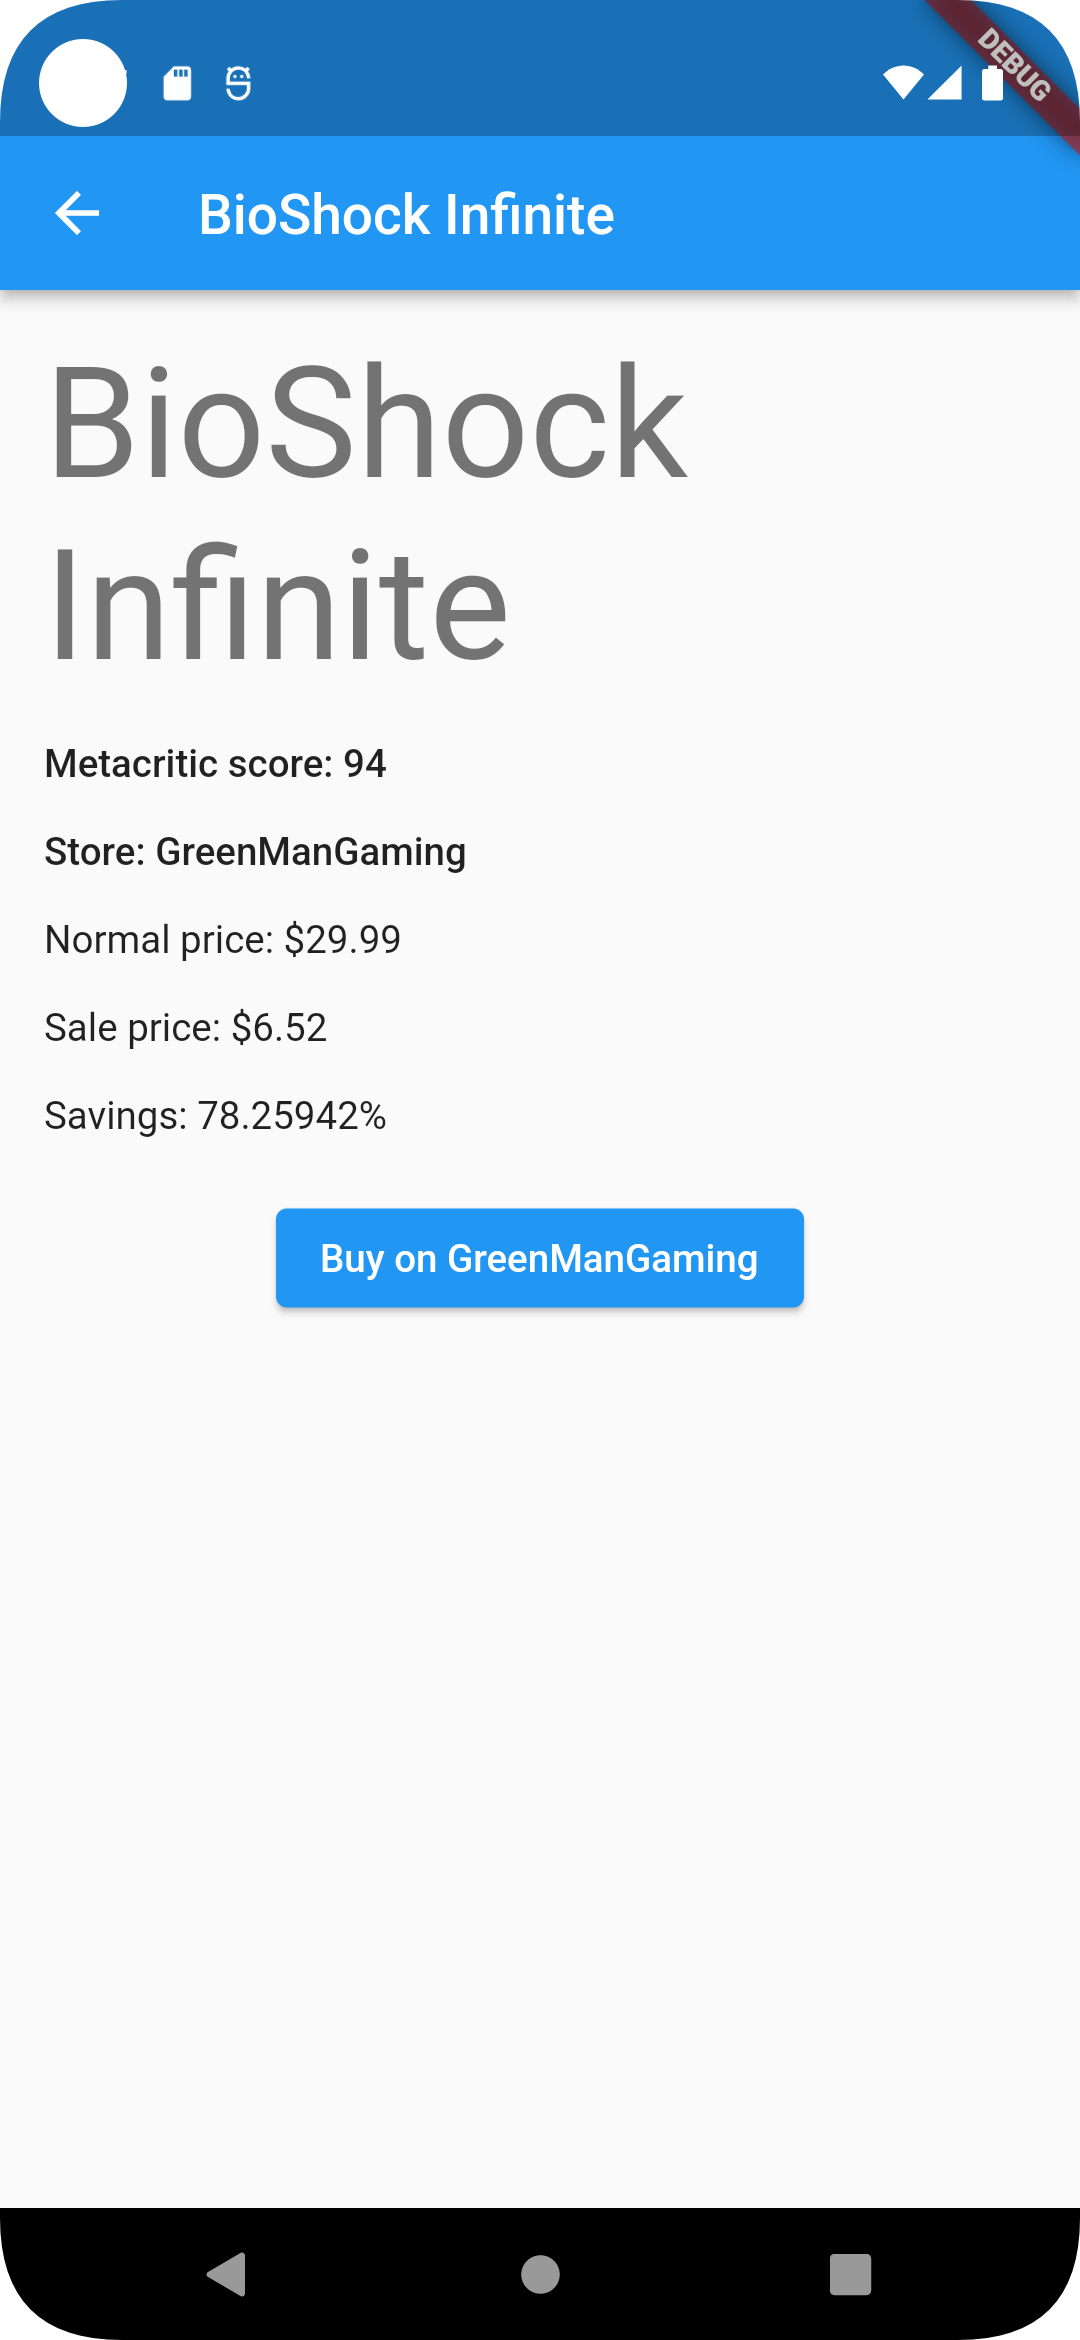 DEBUG
BioShock Infinite
BioShock
Infinite
Metacritic score: 94
Store: GreenManGaming
Normal price: $29.99
Sale price: $6.52
Savings: 78.25942%
Buy on GreenManGaming